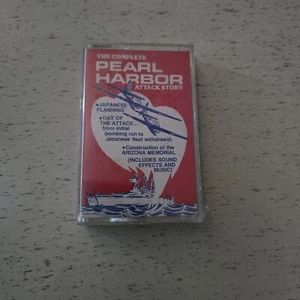 THE COMPLETE
PEARL
HARBOR
ATTACK STORY
•JAPANESE
PLANNING
•DAY OF
THE ATTACK...
from initial
bombing run to
Japanese fleet withdrawal.
•Construction of the
ARIZONA MEMORIAL
(INCLUDES SOUND
EFFECTS AND
MUSIC)